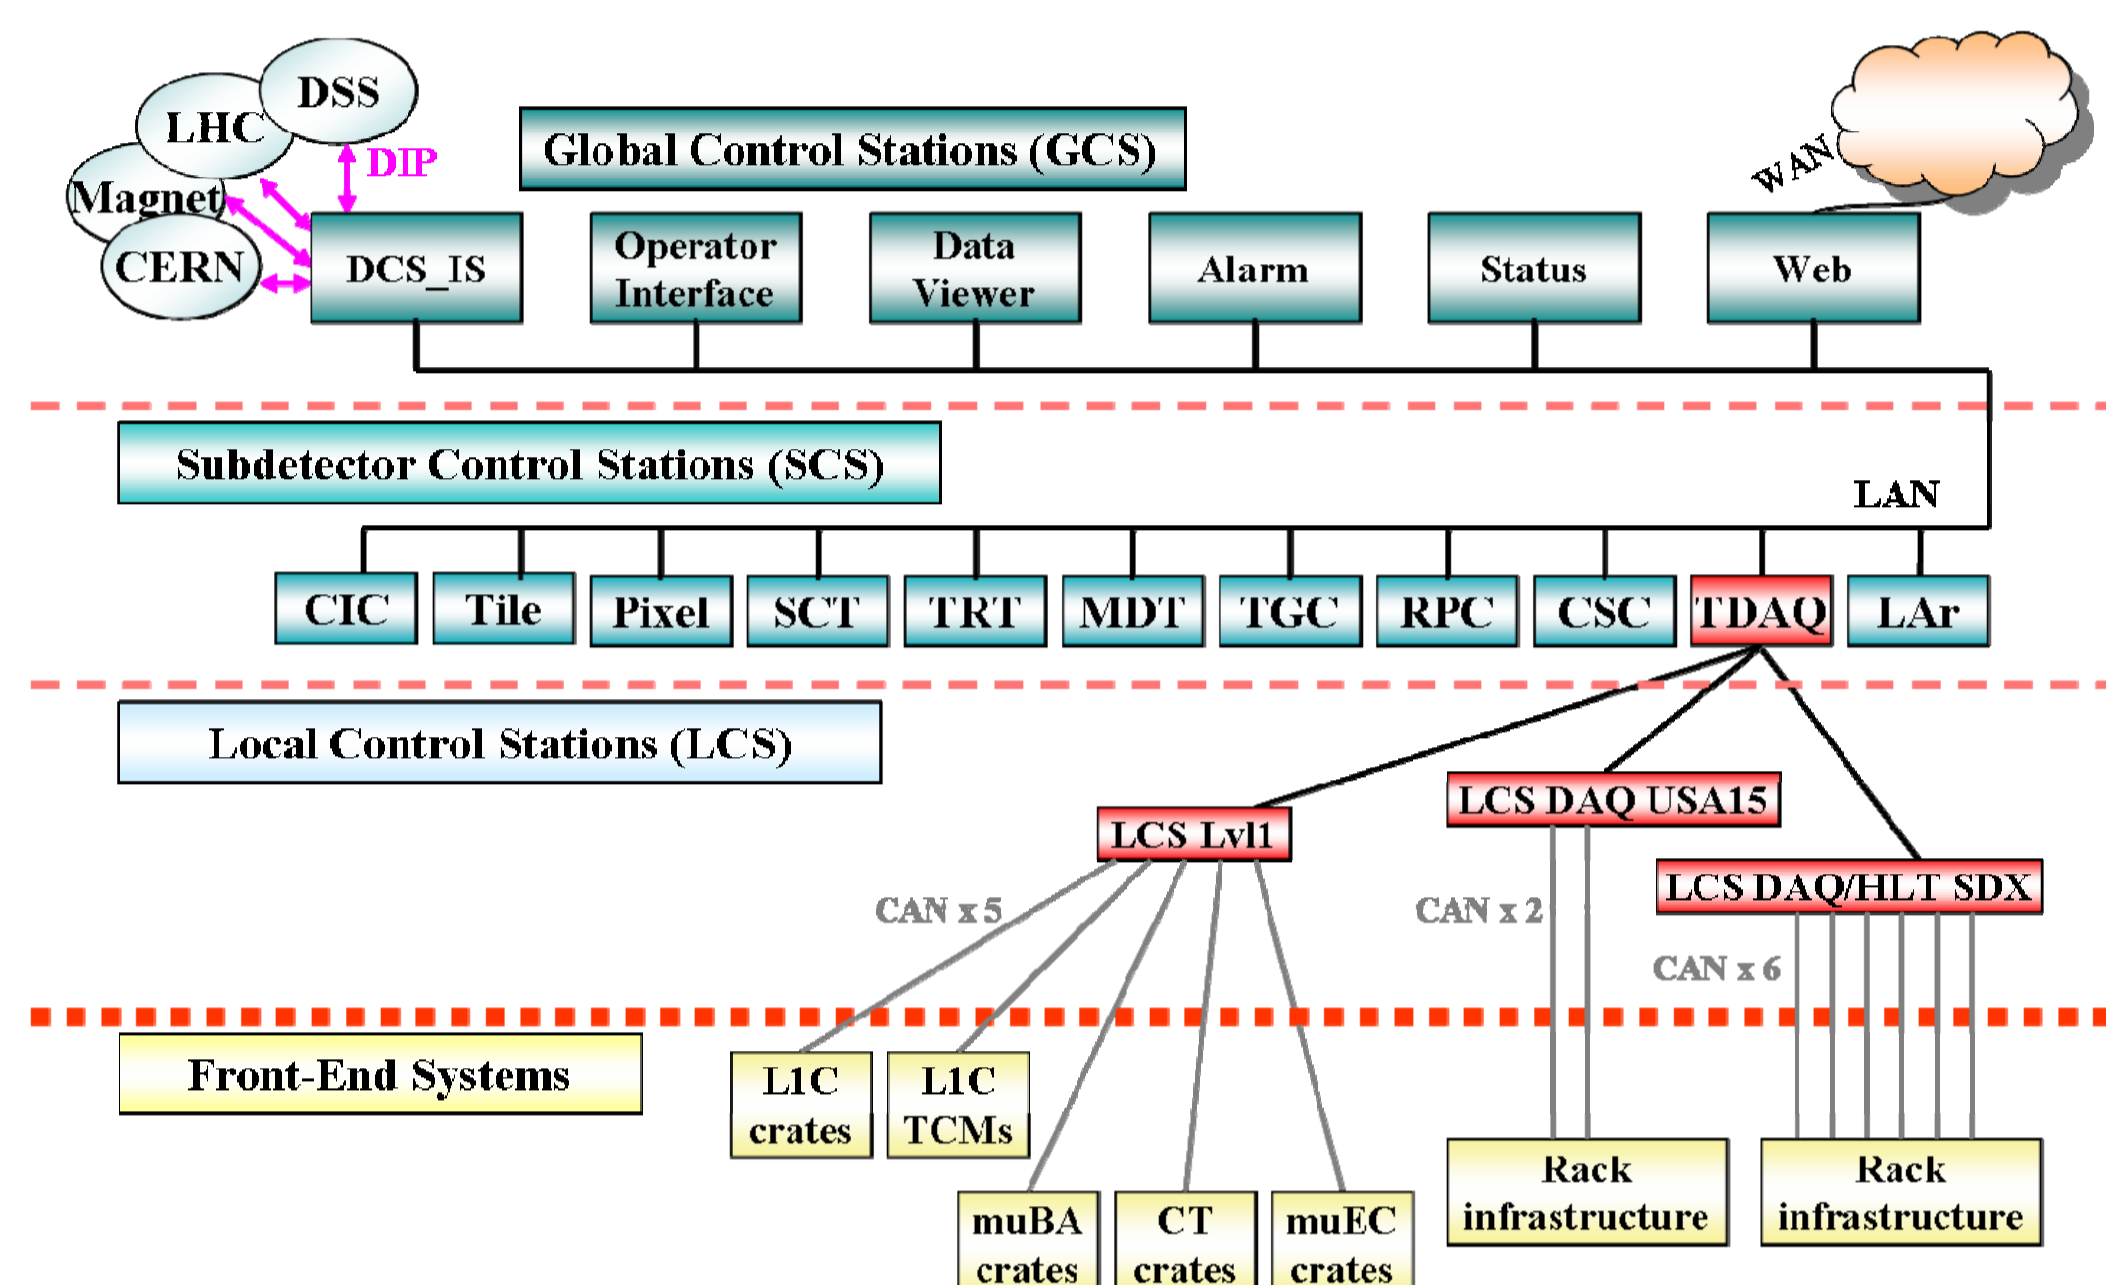 DSS
LHC
DIP
Magnet
CERN
Global Control Stations (GCS)
WAN
DCS_IS
Operator
Interface
Data
Viewer
Alarm
Status
Web
Subdetector Control Stations (SCS)
LAN
CIC
Tile
Pixel
SCT
TRT
MDT
TGC
RPC
CSC
TDAQ
LAr
Local Control Stations (LCS)
LCS Lvl1
LCS DAQ USA15
LCS DAQ/HLT SDX
CAN x 5
CAN x 2
CAN x 6
Front-End Systems
L1C
crates
L1C
TCMs
muBA
crates
CT
crates
muEC
crates
Rack
infrastructure
Rack
infrastructure